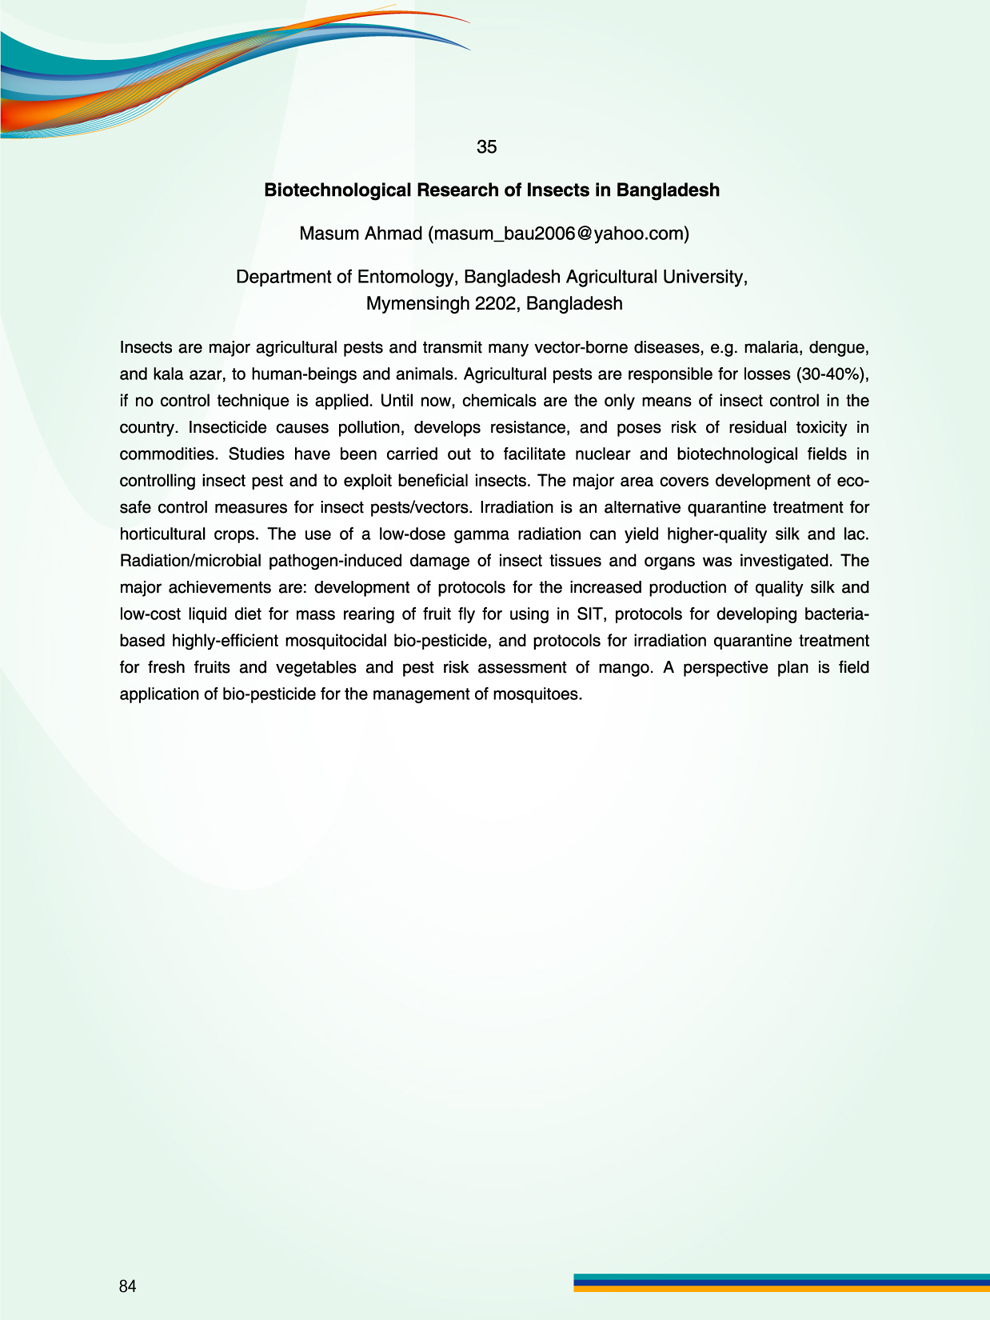 35
Biotechnological Research of Insects in Bangladesh
Masum Ahmad (masum_bau2006@yahoo.com)
Department of Entomology, Bangladesh Agricultural University,
Mymensingh 2202, Bangladesh
Insects are major agricultural pests and transmit many vector-borne diseases, e.g. malaria, dengue,
and kala azar, to human-beings and animals. Agricultural pests are responsible for losses (30-40%),
if no control technique is applied. Until now, chemicals are the only means of insect control in the
country. Insecticide causes pollution, develops resistance, and poses risk of residual toxicity in
commodities. Studies have been carried out to facilitate nuclear and biotechnological fields in
controlling insect pest and to exploit beneficial insects. The major area covers development of eco-
safe control measures for insect pests/vectors. Irradiation is an alternative quarantine treatment for
horticultural crops. The use of a low-dose gamma radiation can yield higher-quality silk and lac.
Radiation/microbial pathogen-induced damage of insect tissues and organs was investigated. The
major achievements are: development of protocols for the increased production of quality silk and
low-cost liquid diet for mass rearing of fruit fly for using in SIT, protocols for developing bacteria-
based highly-efficient mosquitocidal bio-pesticide, and protocols for irradiation quarantine treatment
for fresh fruits and vegetables and pest risk assessment of mango. A perspective plan is field
application of bio-pesticide for the management of mosquitoes.
84